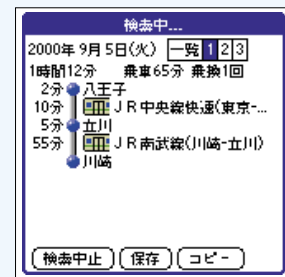 検索中...
2000年 9月 5日(火) 一覧 1 2 3
1時間12分 乗車65分 乗換1回
2分 八王子
10分 JR中央線快速(東京-...
5分 立川
55分 JR南武線(川崎-立川)
川崎
検索中止 保存 コピー